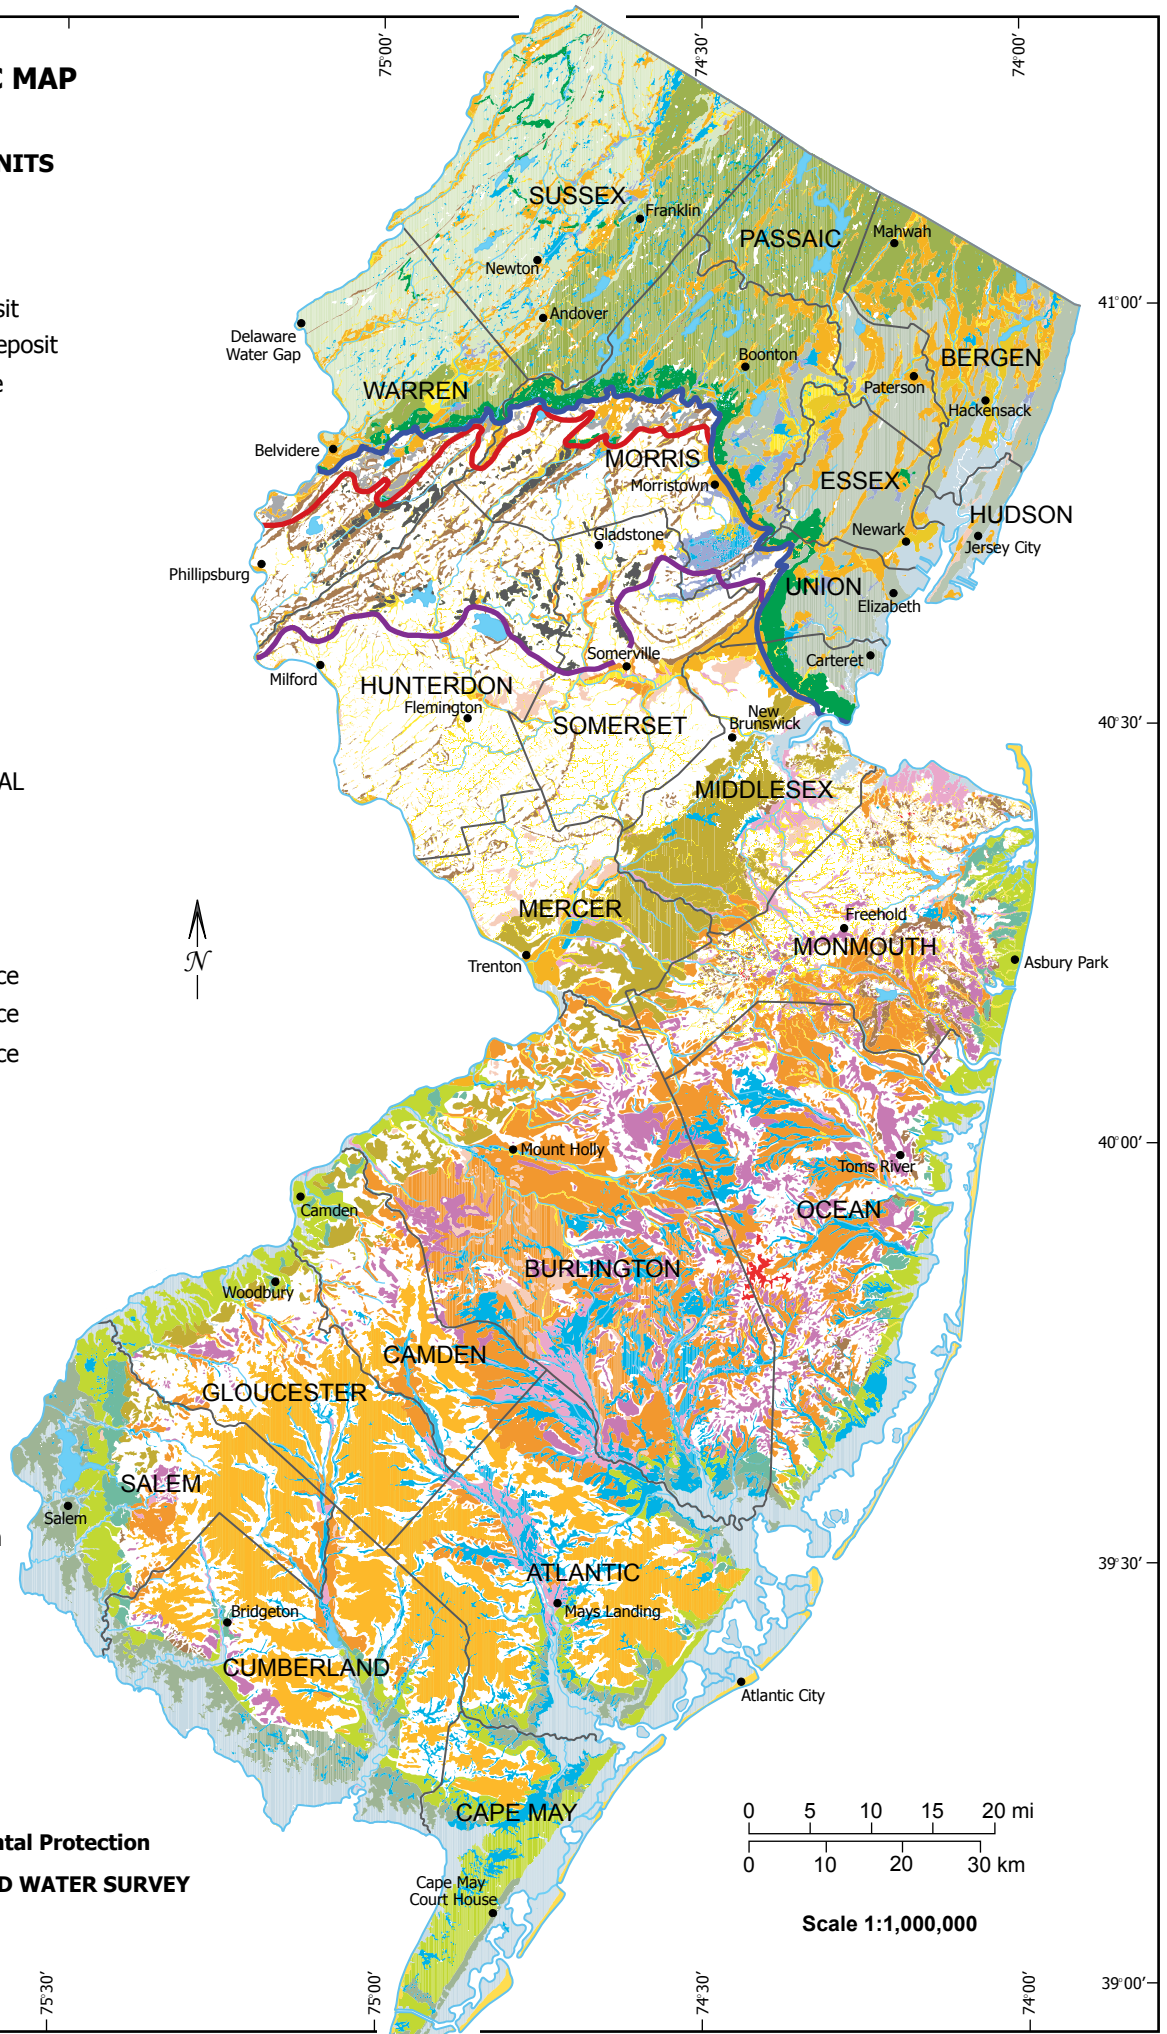 75°00'
74°30'
74°00'
C MAP
NITS
SUSSEX
Franklin
PASSAIC
Mahwah
Newton
41°00'
sit
Andover
Delaware
Water Gap
eposit
Boonton
BERGEN
e
WARREN
Paterson
Hackensack
Belvidere
MORRIS
ESSEX
Morristown
HUDSON
Newark
Gladstone
Jersey City
Phillipsburg
UNION
Elizabeth
Somerville
Carteret
Milford
HUNTERDON
Flemington
New
Brunswick
SOMERSET
40°30'
AL
MIDDLESEX
MERCER
Freehold
MONMOUTH
N
Trenton
Asbury Park
ce
ce
ce
Mount Holly
40°00'
Toms River
Camden
OCEAN
BURLINGTON
Woodbury
CAMDEN
GLOUCESTER
SALEM
Salem
39°30'
ATLANTIC
Bridgeton
Mays Landing
CUMBERLAND
Atlantic City
CAPE MAY
0 5 10 15 20 mi
0 10 20 30 km
ntal Protection
D WATER SURVEY
Cape May
Court House
Scale 1:1,000,000
39°00'
75°30'
75°00'
74°30'
74°00'